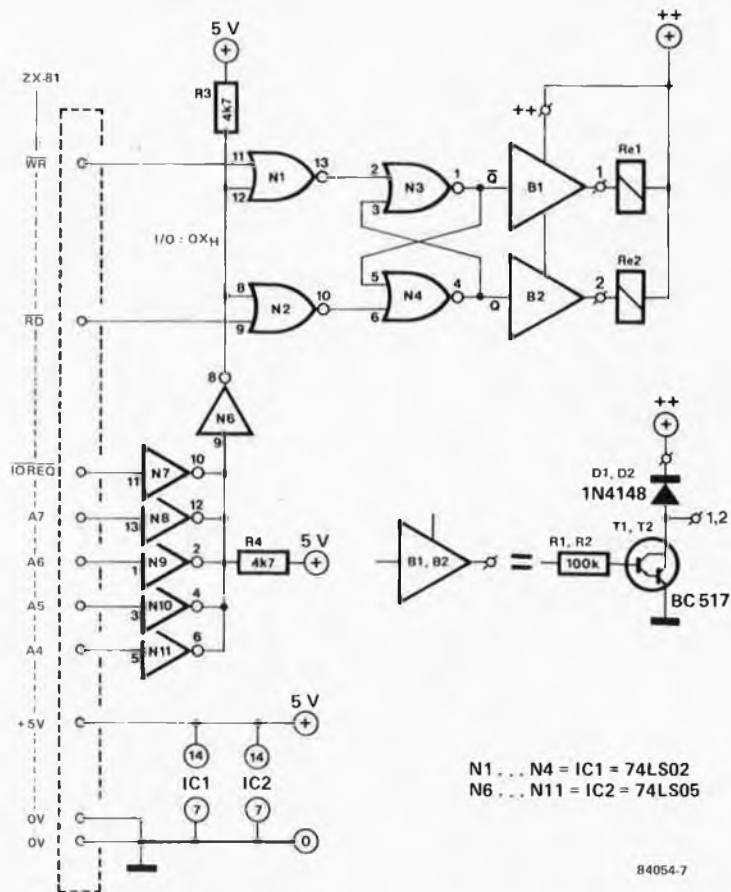 5 V
++
ZX-81
R3
4k7
++
WR
11
12
N1
13
2
3
N3
1
Q
B1
1
Re1
I/O : 0XH
8
9
N2
10
5
6
N4
4
Q
B2
2
Re2
RD
8
N6
9
IOREQ
11
N7
10
A7
13
N8
12
A6
1
N9
2
R4
4k7
5 V
A5
3
N10
4
A4
5
N11
6
++
D1, D2
1N4148
1,2
T1, T2
B1, B2
=
R1, R2
100k
BC 517
+5V
5 V
14
14
IC1
IC2
7
7
0V
0V
0
N1 . . . N4 = IC1 = 74LS02
N6 . . . N11 = IC2 = 74LS05
84054-7